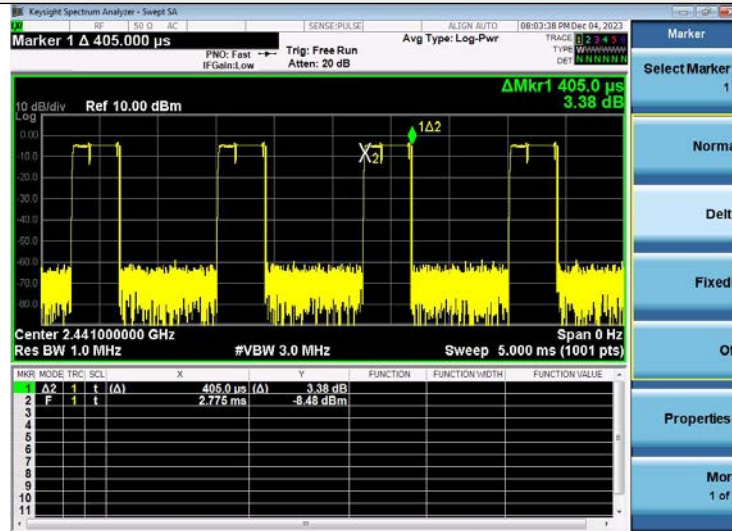 Keysight Spectrum Analyzer - Swept SA
RF 50 Ω AC SENSE:PULSE ALIGN AUTO 08:03:38 PM Dec 04, 2023
Marker 1 Δ 405.000 µs
PNO: Fast
IFGain:Low
Trig: Free Run
Atten: 20 dB
Avg Type: Log-Pwr
TRACE 1 2 3 4 5 6
TYPE W
DET N N N N N N
ΔMkr1 405.0 µs
3.38 dB
10 dB/div Ref 10.00 dBm
Log
0.00
-10.0
-20.0
-30.0
-40.0
-50.0
-60.0
-70.0
-80.0
1Δ2
X2
Center 2.441000000 GHz Span 0 Hz
Res BW 1.0 MHz #VBW 3.0 MHz Sweep 5.000 ms (1001 pts)
MKR MODE TRC SCL X Y FUNCTION FUNCTION WIDTH FUNCTION VALUE
1 Δ2 1 t (Δ) 405.0 µs (Δ) 3.38 dB
2 F 1 t 2.775 ms -8.48 dBm
3
4
5
6
7
8
9
10
11
Marker
Select Marker
1
Norma
Delt
Fixed
Of
Properties
Mor
1 of